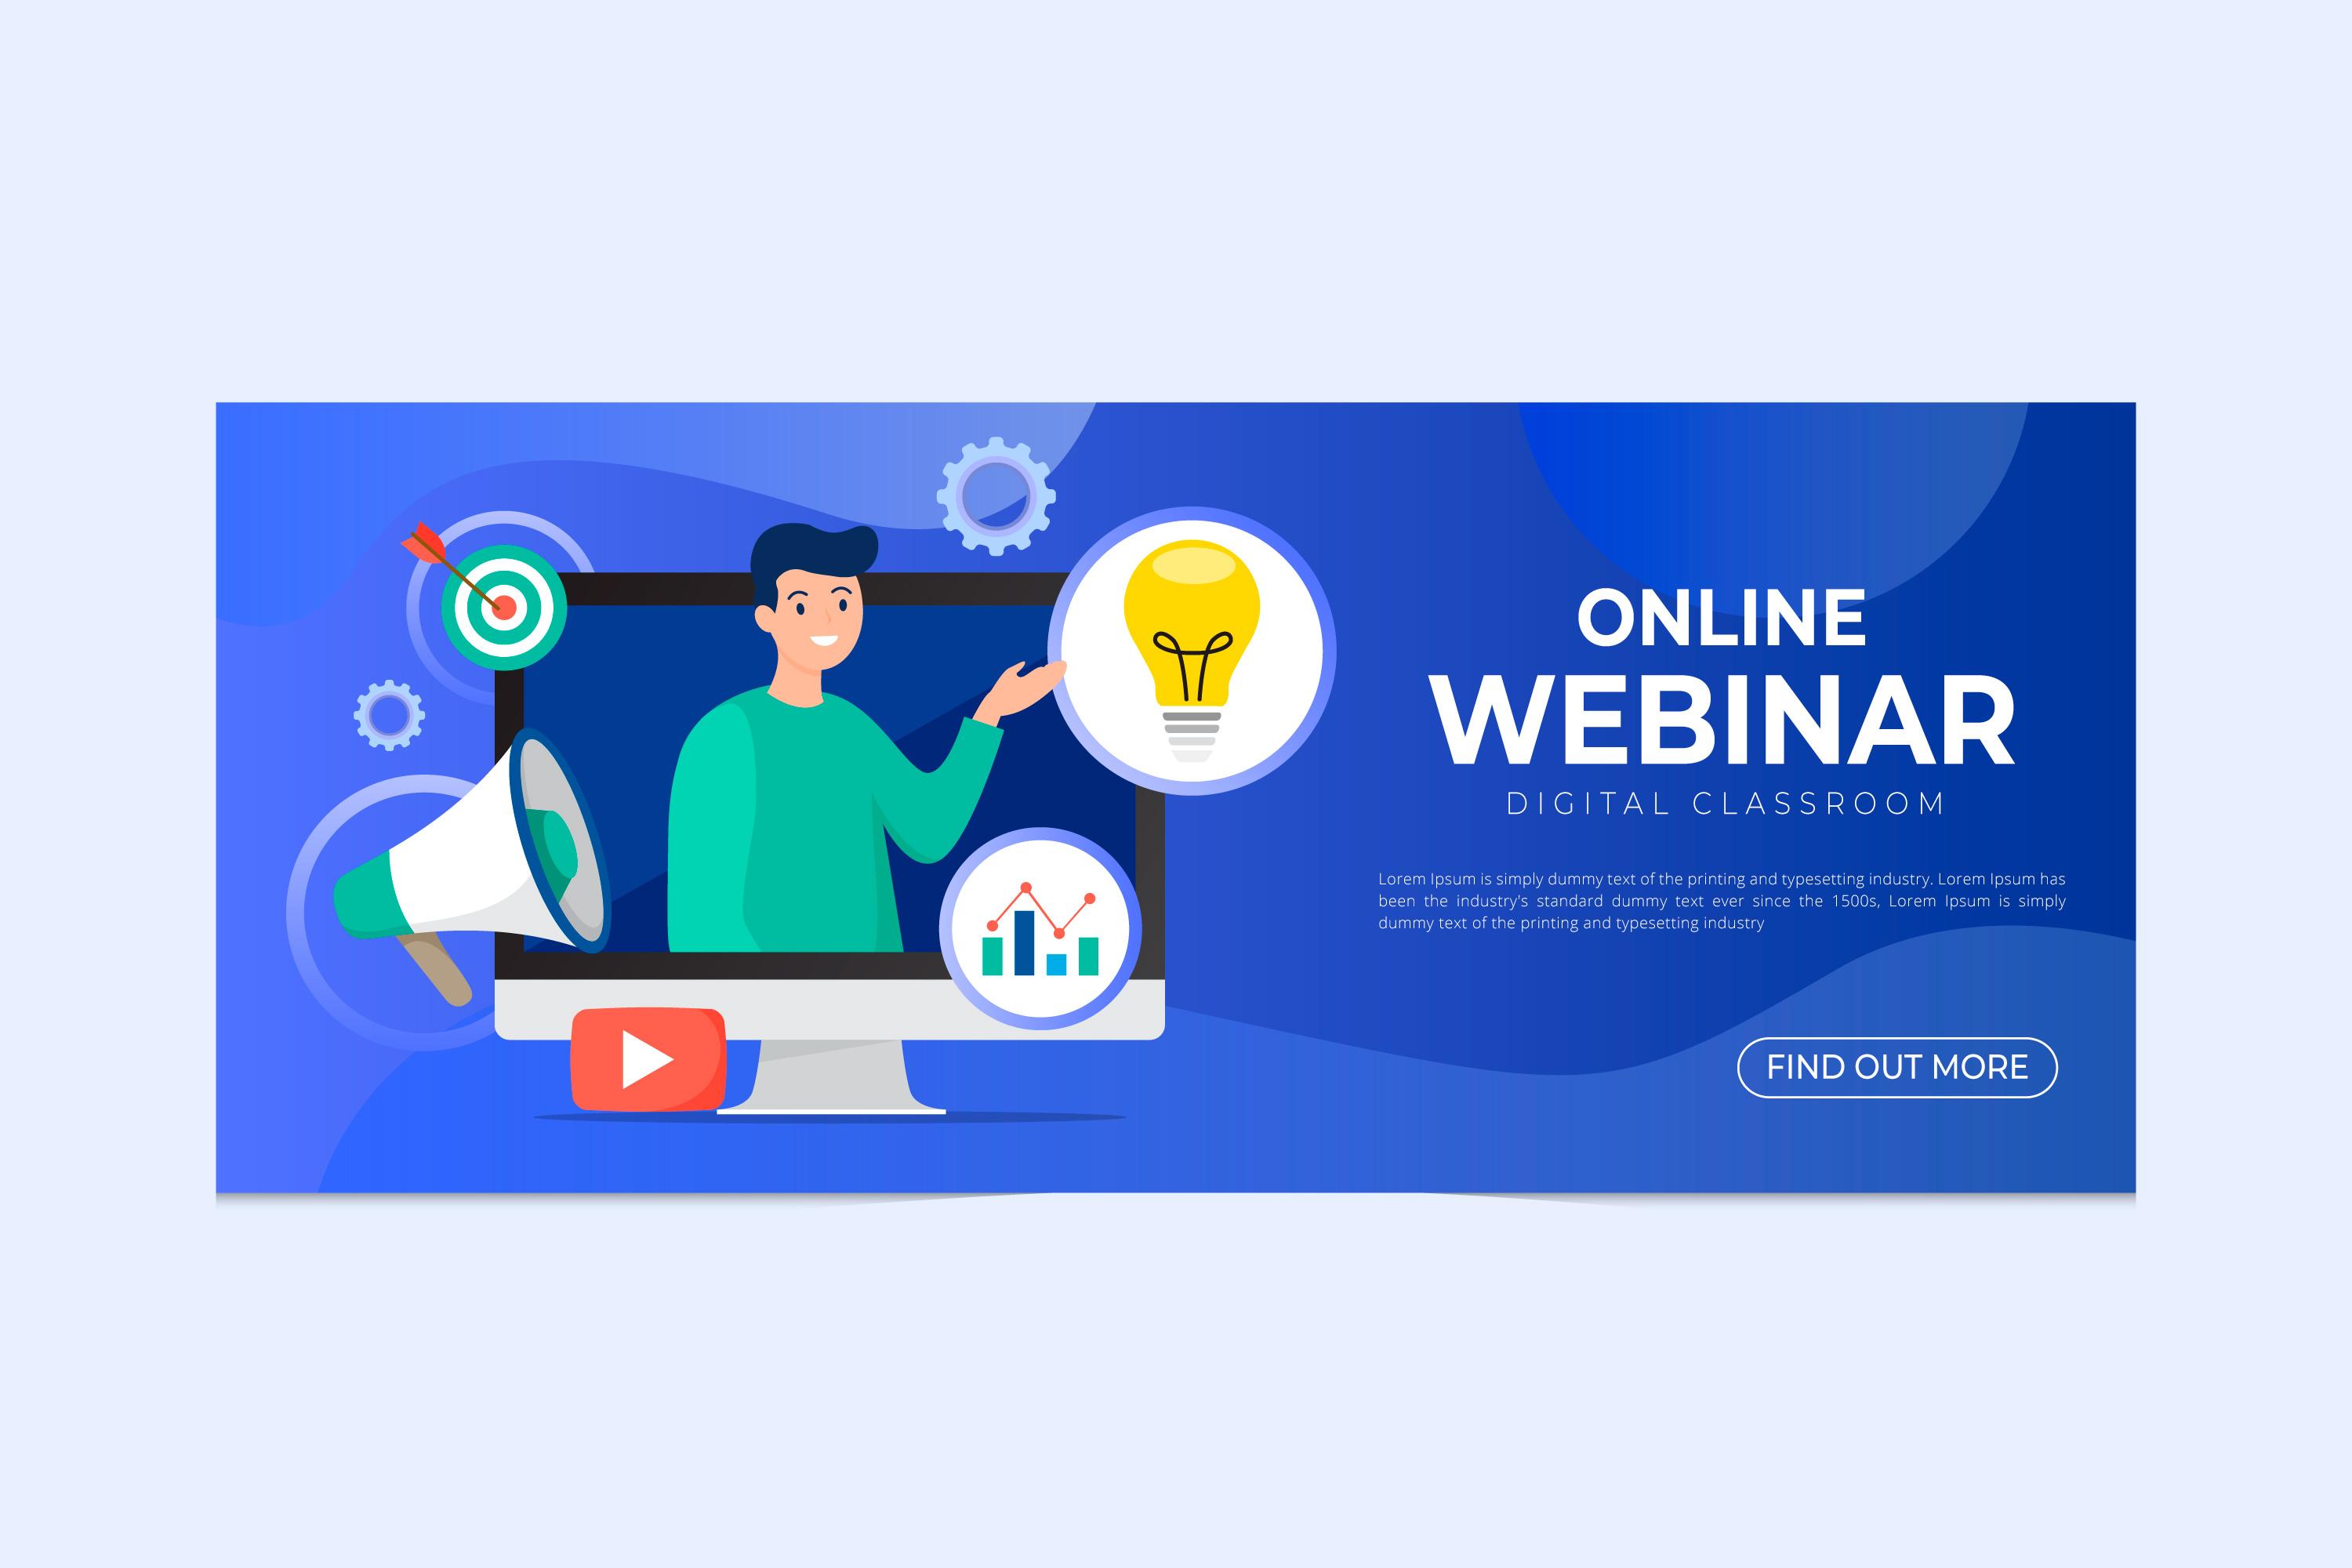 ONLINE
WEBINAR
DIGITAL CLASSROOM
Lorem Ipsum is simply dummy text of the printing and typesetting industry. Lorem Ipsum has
been the industry's standard dummy text ever since the 1500s, Lorem Ipsum is simply
dummy text of the printing and typesetting industry
FIND OUT MORE